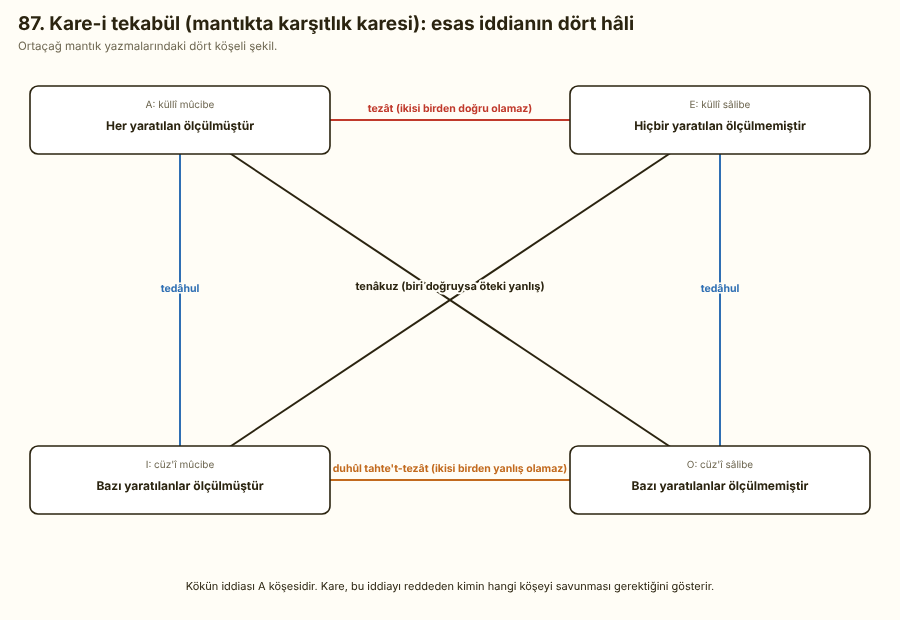 87. Kare-i tekabül (mantıkta karşıtlık karesi): esas iddianın dört hâli
Ortaçağ mantık yazmalarındaki dört köşeli şekil.
A: küllî mûcibe
Her yaratılan ölçülmüştür
tezât (ikisi birden doğru olamaz)
E: küllî sâlibe
Hiçbir yaratılan ölçülmemiştir
tedâhul
tenâkuz (biri doğruysa öteki yanlış)
tedâhul
I: cüz'î mûcibe
Bazı yaratılanlar ölçülmüştür
duhûl tahte't-tezât (ikisi birden yanlış olamaz)
O: cüz'î sâlibe
Bazı yaratılanlar ölçülmemiştir
Kökün iddiası A köşesidir. Kare, bu iddiayı reddeden kimin hangi köşeyi savunması gerektiğini gösterir.